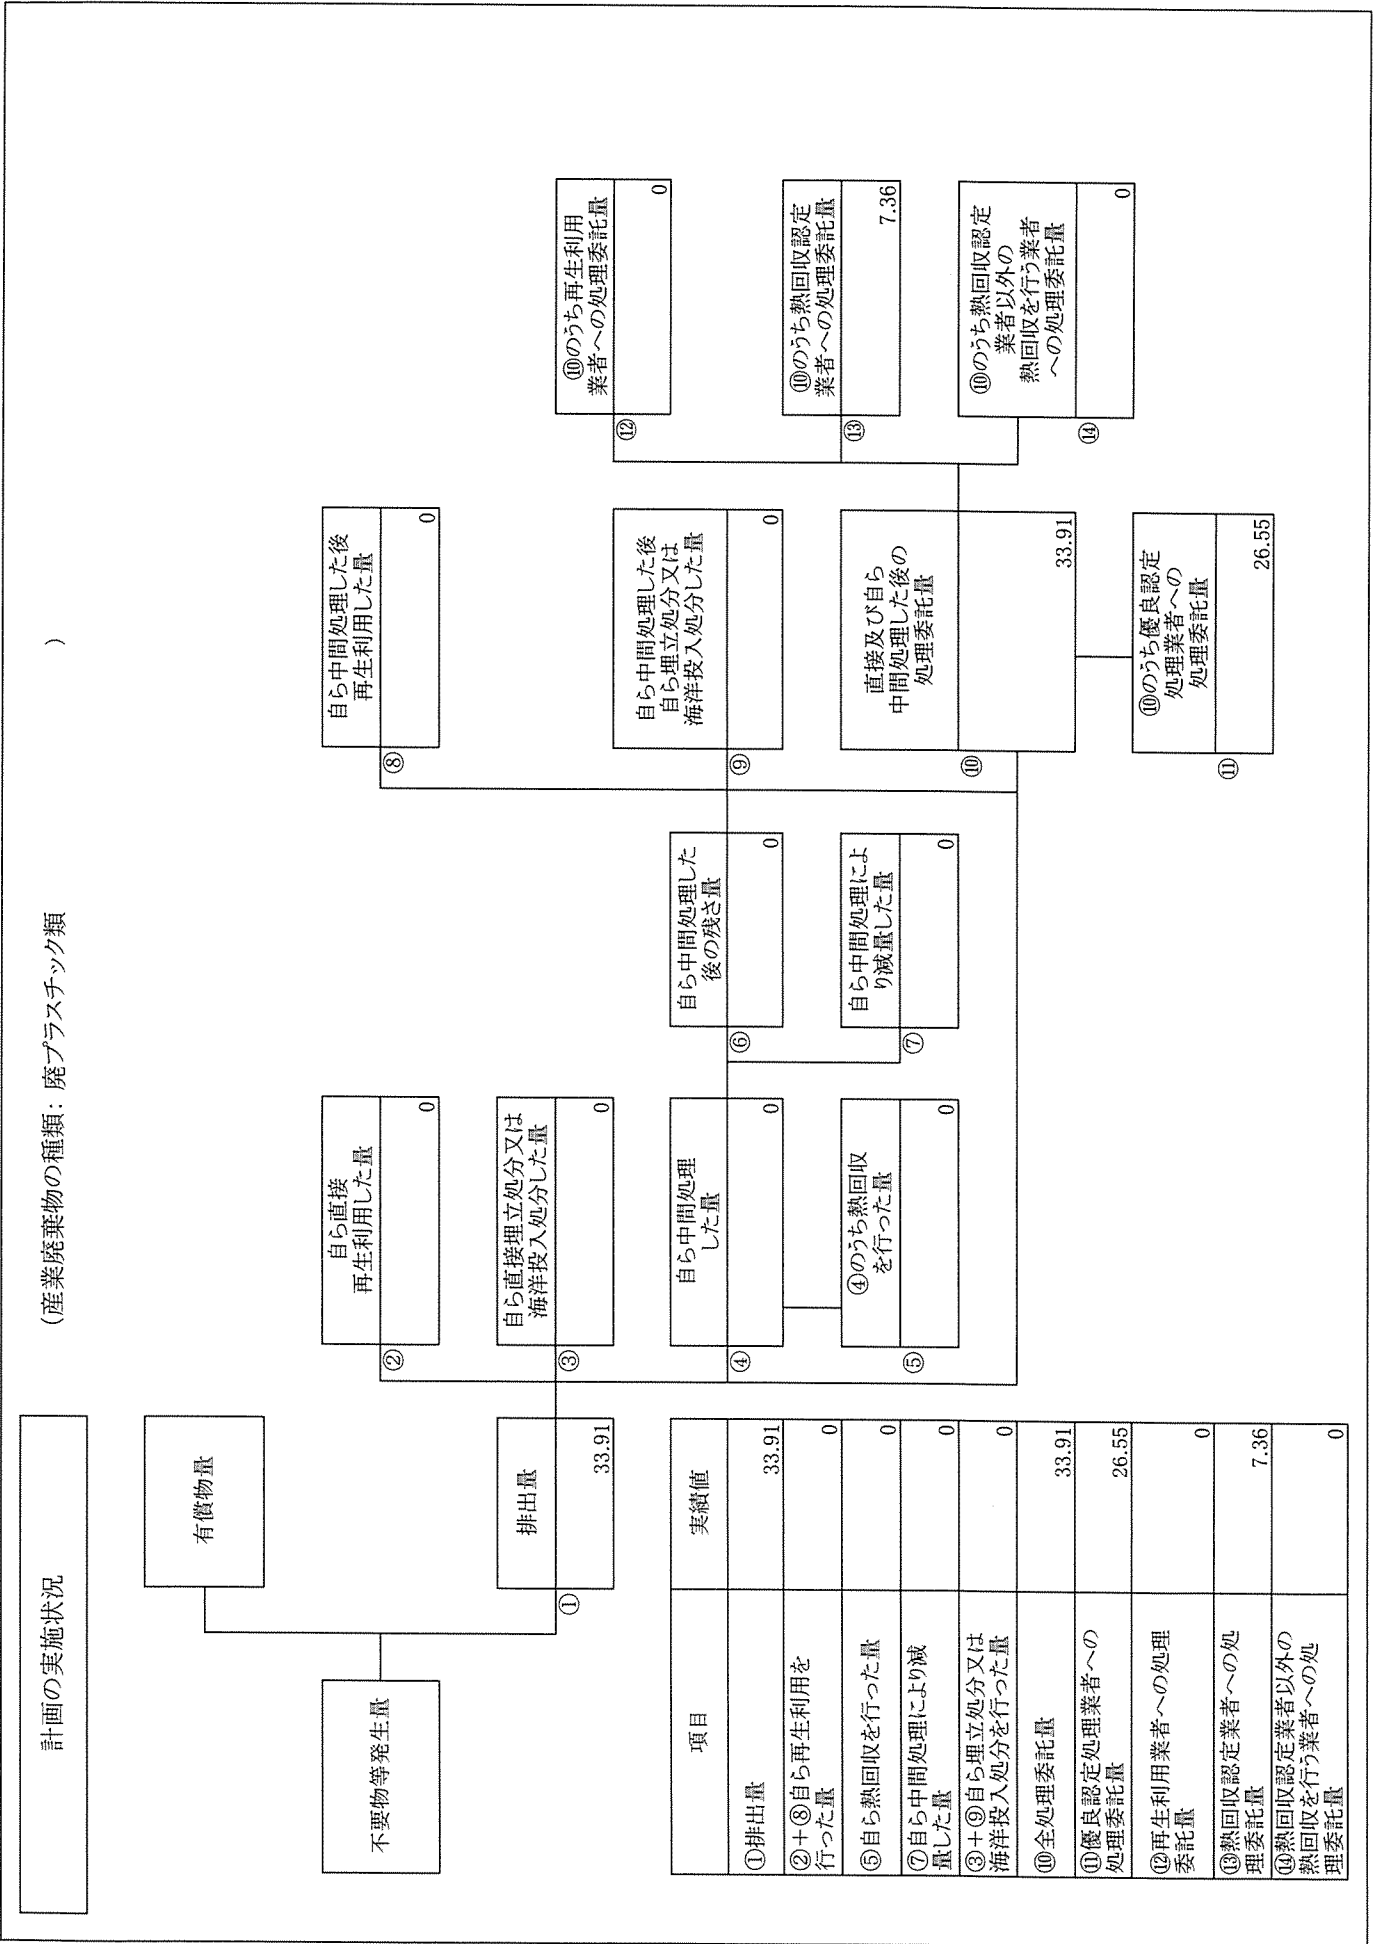 計画の実施状況
（産業廃棄物の種類：廃プラスチック類 ）
不要物等発生量
有償物量
①
排出量
33.91
②
自ら直接
再生利用した量
0
③
自ら直接埋立処分又は
海洋投入処分した量
0
④
自ら中間処理
した量
0
⑤
④のうち熱回収
を行った量
0
⑥
自ら中間処理した
後の残さ量
0
⑦
自ら中間処理によ
り減量した量
0
⑧
自ら中間処理した後
再生利用した量
0
⑨
自ら中間処理した後
自ら埋立処分又は
海洋投入処分した量
0
⑩
直接及び自ら
中間処理した後の
処理委託量
33.91
⑪
⑩のうち優良認定
処理業者への
処理委託量
26.55
⑫
⑩のうち再生利用
業者への処理委託量
0
⑬
⑩のうち熱回収認定
業者への処理委託量
7.36
⑭
⑩のうち熱回収認定
業者以外の
熱回収を行う業者
への処理委託量
0
項目 実績値
①排出量 33.91
②＋⑧自ら再生利用を
行った量 0
⑤自ら熱回収を行った量 0
⑦自ら中間処理により減
量した量 0
③＋⑨自ら埋立処分又は
海洋投入処分を行った量 0
⑩全処理委託量 33.91
⑪優良認定処理業者への
処理委託量 26.55
⑫再生利用業者への処理
委託量 0
⑬熱回収認定業者への処
理委託量 7.36
⑭熱回収認定業者以外の
熱回収を行う業者への処
理委託量 0